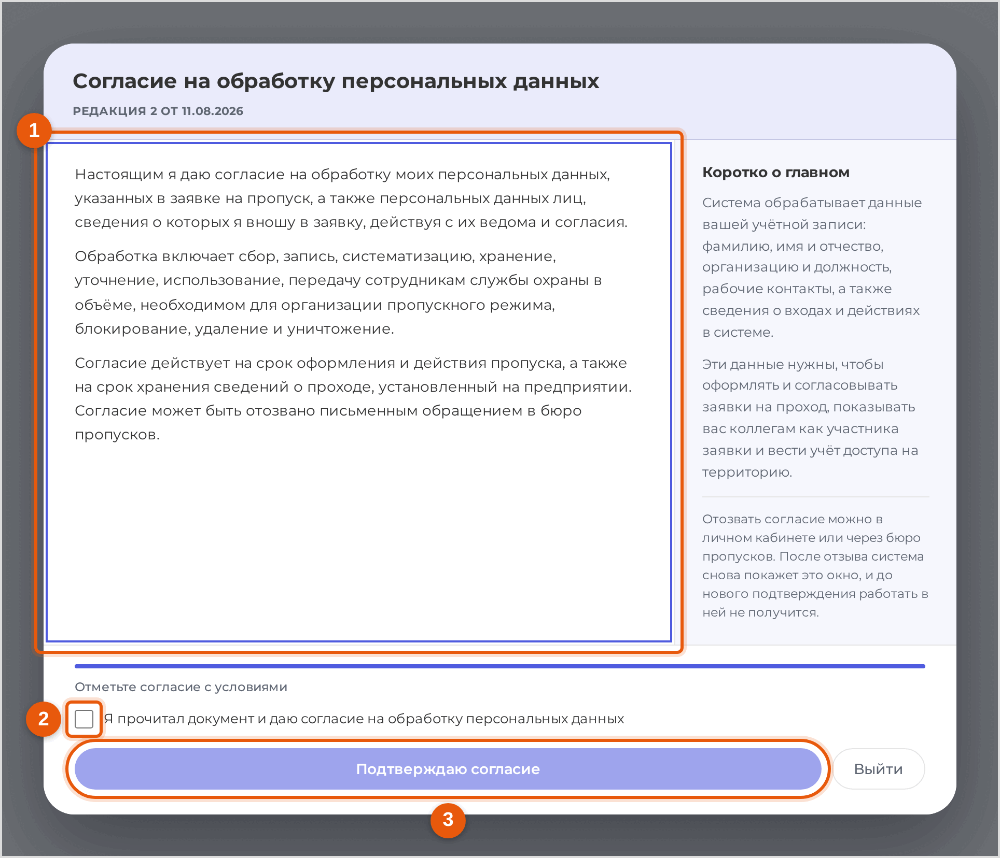 Согласие на обработку персональных данных
РЕДАКЦИЯ 2 ОТ 11.08.2026
1
Настоящим я даю согласие на обработку моих персональных данных,
указанных в заявке на пропуск, а также персональных данных лиц,
сведения о которых я вношу в заявку, действуя с их ведома и согласия.
Обработка включает сбор, запись, систематизацию, хранение,
уточнение, использование, передачу сотрудникам службы охраны в
объёме, необходимом для организации пропускного режима,
блокирование, удаление и уничтожение.
Согласие действует на срок оформления и действия пропуска, а также
на срок хранения сведений о проходе, установленный на предприятии.
Согласие может быть отозвано письменным обращением в бюро
пропусков.
Коротко о главном
Система обрабатывает данные
вашей учётной записи:
фамилию, имя и отчество,
организацию и должность,
рабочие контакты, а также
сведения о входах и действиях
в системе.
Эти данные нужны, чтобы
оформлять и согласовывать
заявки на проход, показывать
вас коллегам как участника
заявки и вести учёт доступа на
территорию.
Отозвать согласие можно в
личном кабинете или через бюро
пропусков. После отзыва система
снова покажет это окно, и до
нового подтверждения работать в
ней не получится.
Отметьте согласие с условиями
2
Я прочитал документ и даю согласие на обработку персональных данных
Подтверждаю согласие
Выйти
3